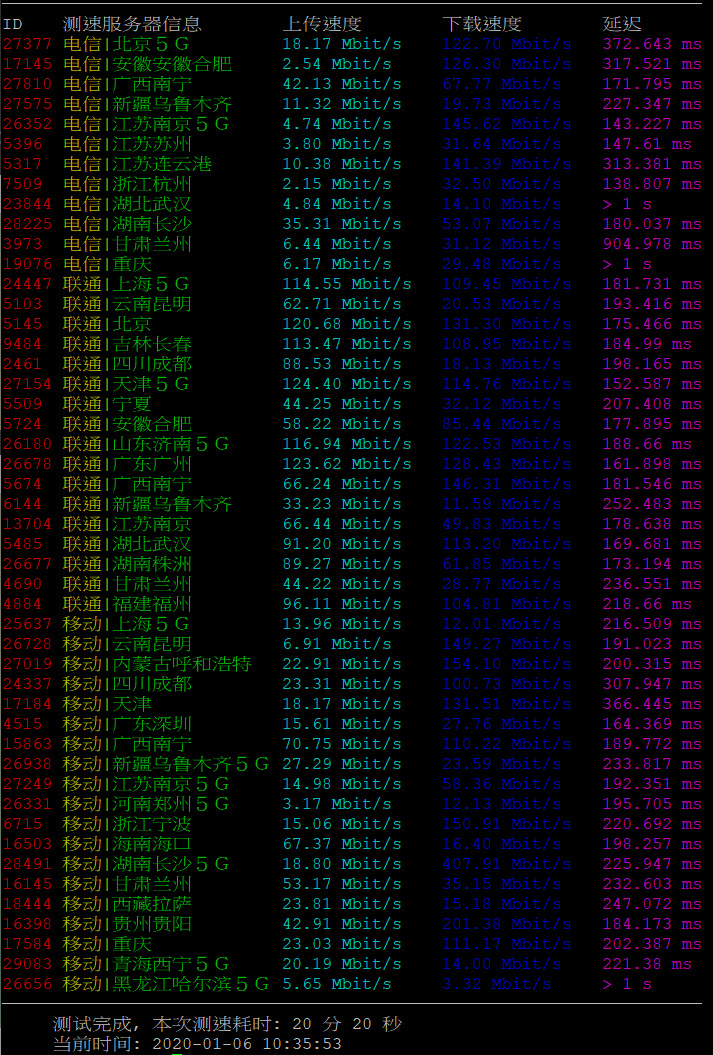 ID 测速服务器信息 上传速度 下载速度 延迟
27377 电信|北京５G 18.17 Mbit/s 122.70 Mbit/s 372.643 ms
17145 电信|安徽安徽合肥 2.54 Mbit/s 126.30 Mbit/s 317.521 ms
27810 电信|广西南宁 42.13 Mbit/s 67.77 Mbit/s 171.795 ms
27575 电信|新疆乌鲁木齐 11.32 Mbit/s 19.73 Mbit/s 227.347 ms
26352 电信|江苏南京５G 4.74 Mbit/s 145.62 Mbit/s 143.227 ms
5396 电信|江苏苏州 3.80 Mbit/s 31.64 Mbit/s 147.61 ms
5317 电信|江苏连云港 10.38 Mbit/s 141.39 Mbit/s 313.381 ms
7509 电信|浙江杭州 2.15 Mbit/s 32.50 Mbit/s 138.807 ms
23844 电信|湖北武汉 4.84 Mbit/s 14.10 Mbit/s > 1 s
28225 电信|湖南长沙 35.31 Mbit/s 53.07 Mbit/s 180.037 ms
3973 电信|甘肃兰州 6.44 Mbit/s 31.12 Mbit/s 904.978 ms
19076 电信|重庆 6.17 Mbit/s 29.48 Mbit/s > 1 s
24447 联通|上海５G 114.55 Mbit/s 109.45 Mbit/s 181.731 ms
5103 联通|云南昆明 62.71 Mbit/s 20.53 Mbit/s 193.416 ms
5145 联通|北京 120.68 Mbit/s 131.30 Mbit/s 175.466 ms
9484 联通|吉林长春 113.47 Mbit/s 108.95 Mbit/s 184.99 ms
2461 联通|四川成都 88.53 Mbit/s 18.13 Mbit/s 198.165 ms
27154 联通|天津５G 124.40 Mbit/s 114.76 Mbit/s 152.587 ms
5509 联通|宁夏 44.25 Mbit/s 32.12 Mbit/s 207.408 ms
5724 联通|安徽合肥 58.22 Mbit/s 85.44 Mbit/s 177.895 ms
26180 联通|山东济南５G 116.94 Mbit/s 122.53 Mbit/s 188.66 ms
26678 联通|广东广州 123.62 Mbit/s 128.43 Mbit/s 161.898 ms
5674 联通|广西南宁 66.24 Mbit/s 146.31 Mbit/s 181.546 ms
6144 联通|新疆乌鲁木齐 33.23 Mbit/s 11.59 Mbit/s 252.483 ms
13704 联通|江苏南京 66.44 Mbit/s 49.83 Mbit/s 178.638 ms
5485 联通|湖北武汉 91.20 Mbit/s 113.20 Mbit/s 169.681 ms
26677 联通|湖南株洲 89.27 Mbit/s 61.85 Mbit/s 173.194 ms
4690 联通|甘肃兰州 44.22 Mbit/s 28.77 Mbit/s 236.551 ms
4884 联通|福建福州 96.11 Mbit/s 104.81 Mbit/s 218.66 ms
25637 移动|上海５G 13.96 Mbit/s 12.01 Mbit/s 216.509 ms
26728 移动|云南昆明 6.91 Mbit/s 149.27 Mbit/s 191.023 ms
27019 移动|内蒙古呼和浩特 22.91 Mbit/s 154.10 Mbit/s 200.315 ms
24337 移动|四川成都 23.31 Mbit/s 100.73 Mbit/s 307.947 ms
17184 移动|天津 18.17 Mbit/s 131.51 Mbit/s 366.445 ms
4515 移动|广东深圳 15.61 Mbit/s 27.76 Mbit/s 164.369 ms
15863 移动|广西南宁 70.75 Mbit/s 110.22 Mbit/s 189.772 ms
26938 移动|新疆乌鲁木齐５G 27.29 Mbit/s 23.59 Mbit/s 233.817 ms
27249 移动|江苏南京５G 14.98 Mbit/s 58.36 Mbit/s 192.351 ms
26331 移动|河南郑州５G 3.17 Mbit/s 12.13 Mbit/s 195.705 ms
6715 移动|浙江宁波 15.06 Mbit/s 150.91 Mbit/s 220.692 ms
16503 移动|海南海口 67.37 Mbit/s 16.40 Mbit/s 198.257 ms
28491 移动|湖南长沙５G 18.80 Mbit/s 407.91 Mbit/s 225.947 ms
16145 移动|甘肃兰州 53.17 Mbit/s 35.15 Mbit/s 232.603 ms
18444 移动|西藏拉萨 23.81 Mbit/s 15.18 Mbit/s 247.072 ms
16398 移动|贵州贵阳 42.91 Mbit/s 201.38 Mbit/s 184.173 ms
17584 移动|重庆 23.03 Mbit/s 111.17 Mbit/s 202.387 ms
29083 移动|青海西宁５G 20.19 Mbit/s 14.00 Mbit/s 221.38 ms
26656 移动|黑龙江哈尔滨５G 5.65 Mbit/s 3.32 Mbit/s > 1 s
测试完成, 本次测速耗时: 20 分 20 秒
当前时间: 2020-01-06 10:35:53